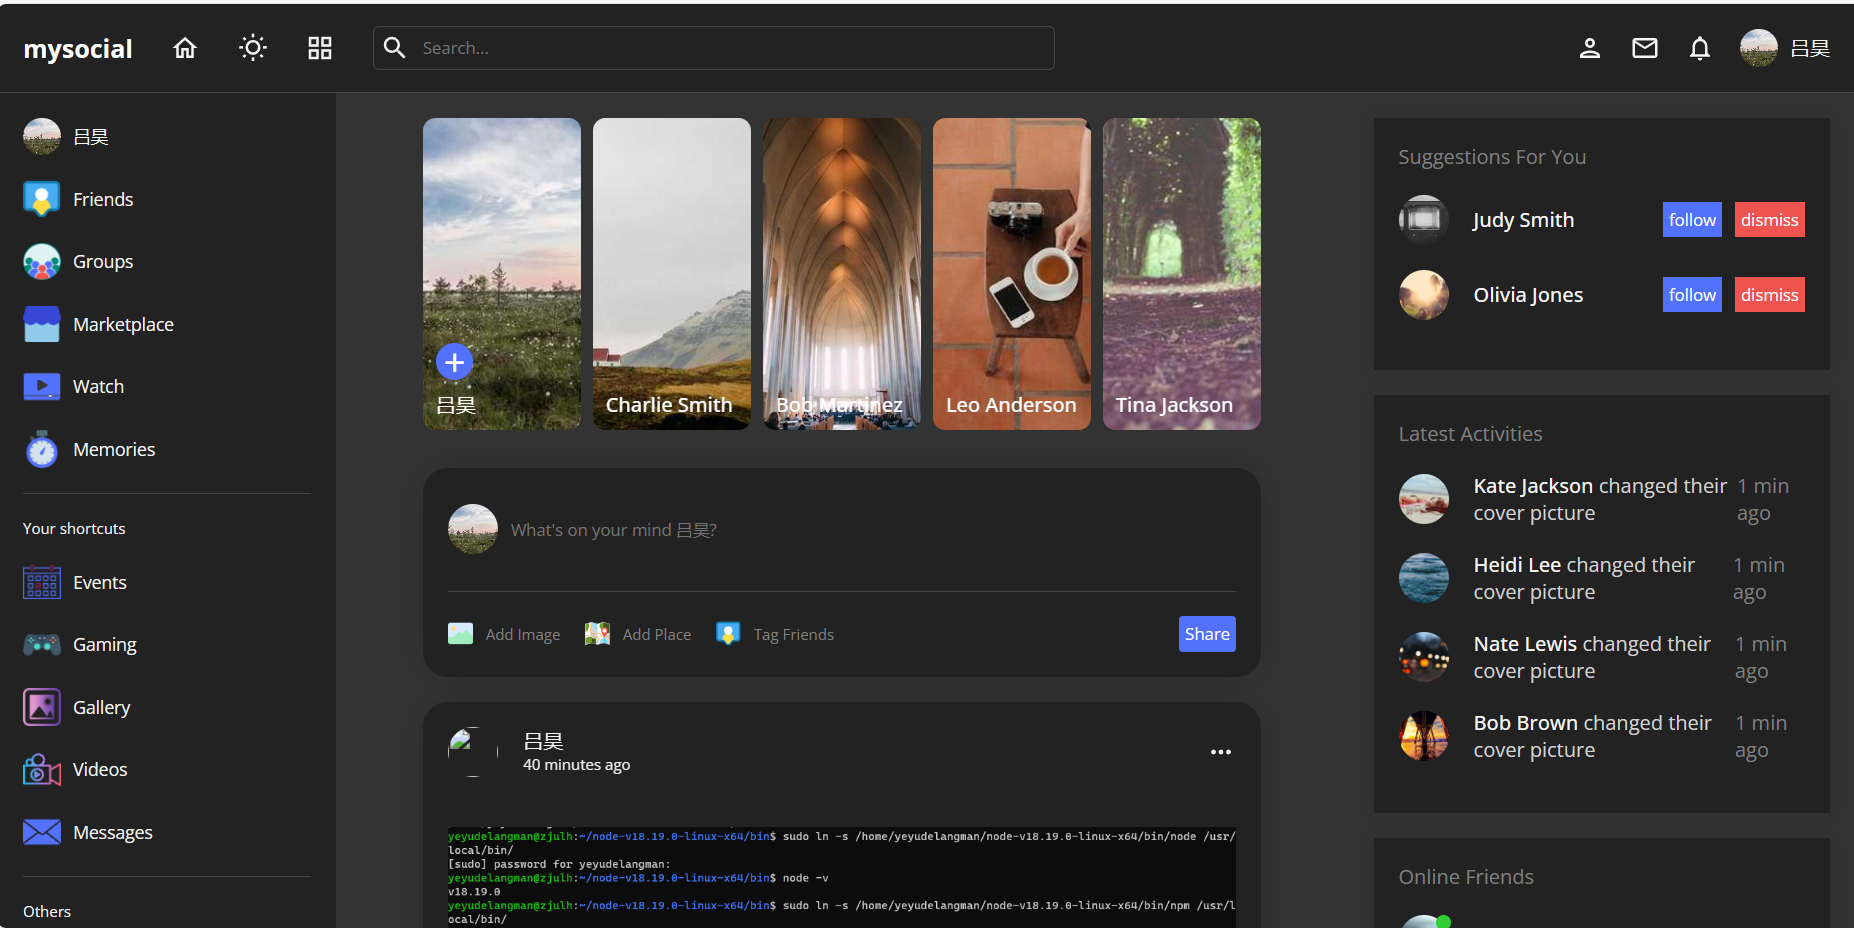 mysocial
Search...
吕昊
吕昊
Friends
Groups
Marketplace
Watch
Memories
Your shortcuts
Events
Gaming
Gallery
Videos
Messages
Others
吕昊
Charlie Smith
Bob Martinez
Leo Anderson
Tina Jackson
What's on your mind 吕昊?
Add Image
Add Place
Tag Friends
Share
吕昊
40 minutes ago
yeyudelangman@zjulh:~/node-v18.19.0-linux-x64/bin$ sudo ln -s /home/yeyudelangman/node-v18.19.0-linux-x64/bin/node /usr/
local/bin/
[sudo] password for yeyudelangman:
yeyudelangman@zjulh:~/node-v18.19.0-linux-x64/bin$ node -v
v18.19.0
yeyudelangman@zjulh:~/node-v18.19.0-linux-x64/bin$ sudo ln -s /home/yeyudelangman/node-v18.19.0-linux-x64/bin/npm /usr/l
ocal/bin/
Suggestions For You
Judy Smith
follow
dismiss
Olivia Jones
follow
dismiss
Latest Activities
Kate Jackson changed their 1 min
cover picture ago
Heidi Lee changed their 1 min
cover picture ago
Nate Lewis changed their 1 min
cover picture ago
Bob Brown changed their 1 min
cover picture ago
Online Friends